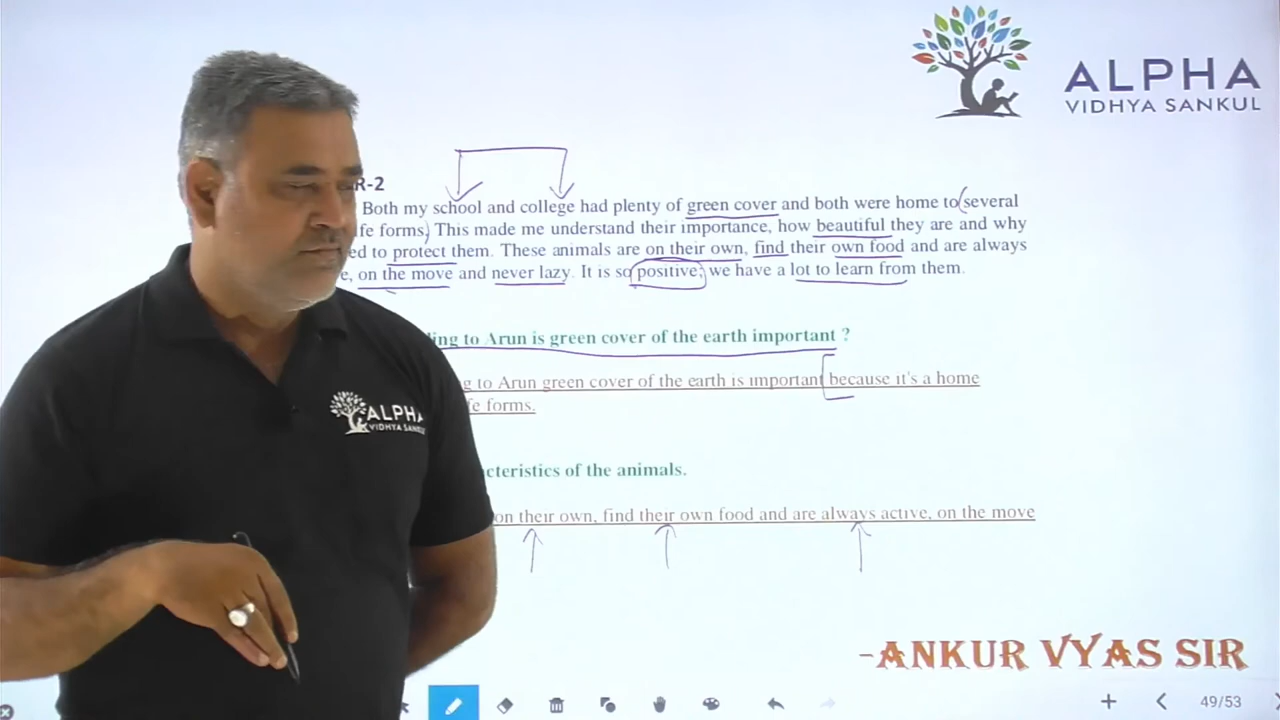 ALPHA
VIDHYA SANKUL
R-2
Both my school and college had plenty of green cover and both were home to several
fe forms. This made me understand their importance, how beautiful they are and why
ed to protect them. These animals are on their own, find their own food and are always
e, on the move and never lazy. It is so positive; we have a lot to learn from them.
ing to Arun is green cover of the earth important ?
g to Arun green cover of the earth is important because it's a home
fe forms.
cteristics of the animals.
on their own, find their own food and are always active, on the move
ALPHA
VIDHYA SANKUL
-ANKUR VYAS SIR
49/53